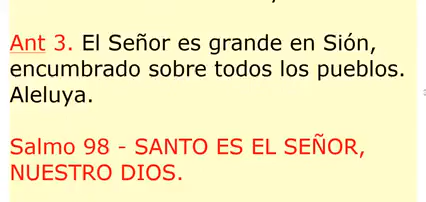 Ant 3. El Señor es grande en Sión,
encumbrado sobre todos los pueblos.
Aleluya.
Salmo 98 - SANTO ES EL SEÑOR,
NUESTRO DIOS.